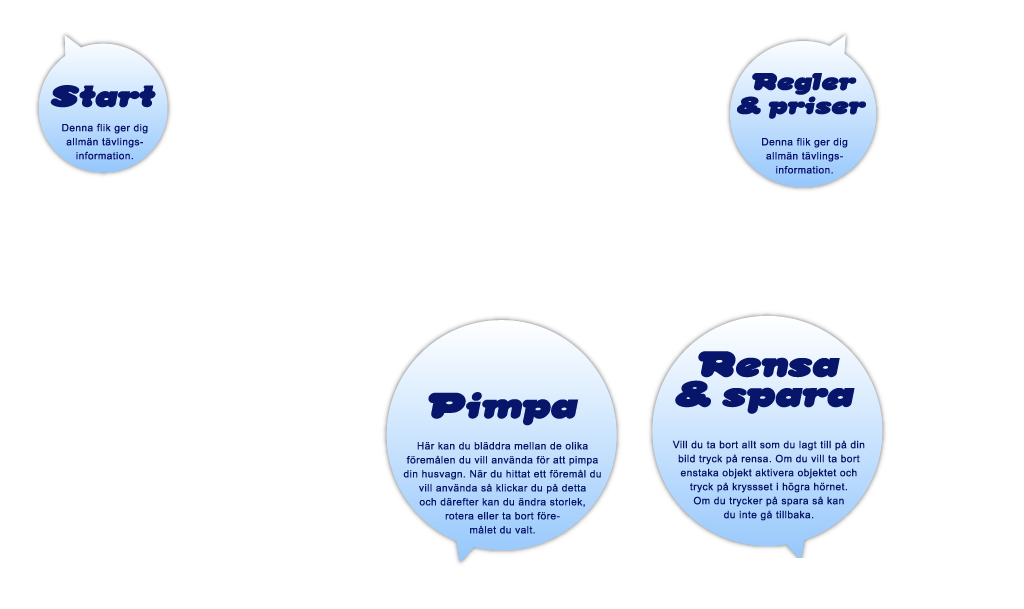 Start
Denna flik ger dig
allmän tävlings-
information.
Regler
& priser
Denna flik ger dig
allmän tävlings-
information.
Pimpa
Här kan du bläddra mellan de olika
föremålen du vill använda för att pimpa
din husvagn. När du hittat ett föremål du
vill använda så klickar du på detta
och därefter kan du ändra storlek,
rotera eller ta bort före-
målet du valt.
Rensa
& spara
Vill du ta bort allt som du lagt till på din
bild tryck på rensa. Om du vill ta bort
enstaka objekt aktivera objektet och
tryck på kryssset i högra hörnet.
Om du trycker på spara så kan
du inte gå tillbaka.